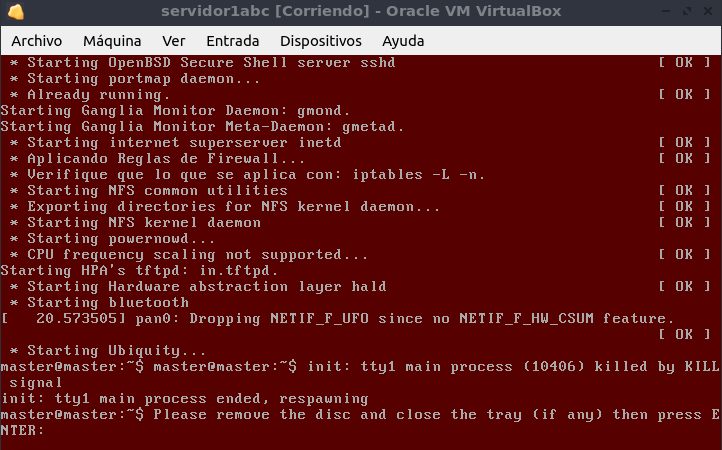 servidor1abc [Corriendo] - Oracle VM VirtualBox
Archivo Máquina Ver Entrada Dispositivos Ayuda
* Starting OpenBSD Secure Shell server sshd [ OK ]
* Starting portmap daemon...
* Already running. [ OK ]
Starting Ganglia Monitor Daemon: gmond.
Starting Ganglia Monitor Meta-Daemon: gmetad.
* Starting internet superserver inetd [ OK ]
* Aplicando Reglas de Firewall... [ OK ]
* Verifique que lo que se aplica con: iptables -L -n.
* Starting NFS common utilities [ OK ]
* Exporting directories for NFS kernel daemon... [ OK ]
* Starting NFS kernel daemon [ OK ]
* Starting powernowd...
* CPU frequency scaling not supported... [ OK ]
Starting HPA's tftpd: in.tftpd.
* Starting Hardware abstraction layer hald [ OK ]
* Starting bluetooth
[ 20.573505] pan0: Dropping NETIF_F_UFO since no NETIF_F_HW_CSUM feature.
[ OK ]
* Starting Ubiquity...
master@master:~$ master@master:~$ init: tty1 main process (10406) killed by KILL
signal
init: tty1 main process ended, respawning
master@master:~$ Please remove the disc and close the tray (if any) then press E
NTER: